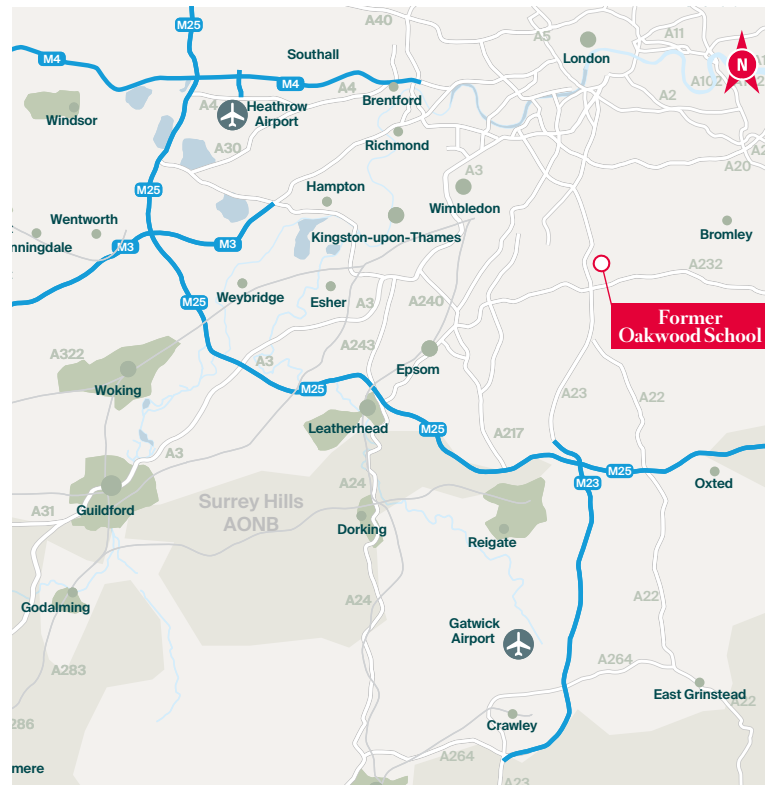 M25
A40
A5
A11
Southall
London
M4
N
M4
A4
A102
A4
Heathrow
Airport
Brentford
A2
Windsor
A30
Richmond
A20
A3
M25
Hampton
Wimbledon
Wentworth
Bromley
nningdale
M3
M3
Kingston-upon-Thames
A232
Weybridge
Esher
M25
A3
A240
Former
Oakwood School
A243
A322
A3
Epsom
Woking
M25
A23
A22
Leatherhead
M25
A217
A3
M25
Oxted
A24
M23
Surrey Hills
AONB
Guildford
A31
Dorking
Reigate
A24
A22
Godalming
Gatwick
Airport
A283
A264
East Grinstead
A22
286
Crawley
A264
mere
A23